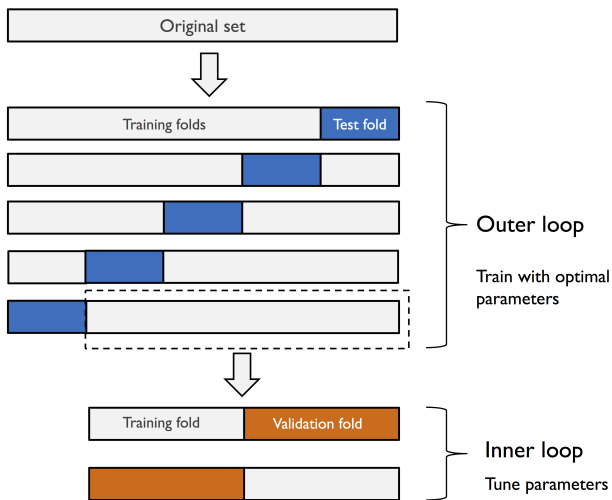 Original set
Training folds
Test fold
Outer loop
Train with optimal
parameters
Training fold
Validation fold
Inner loop
Tune parameters